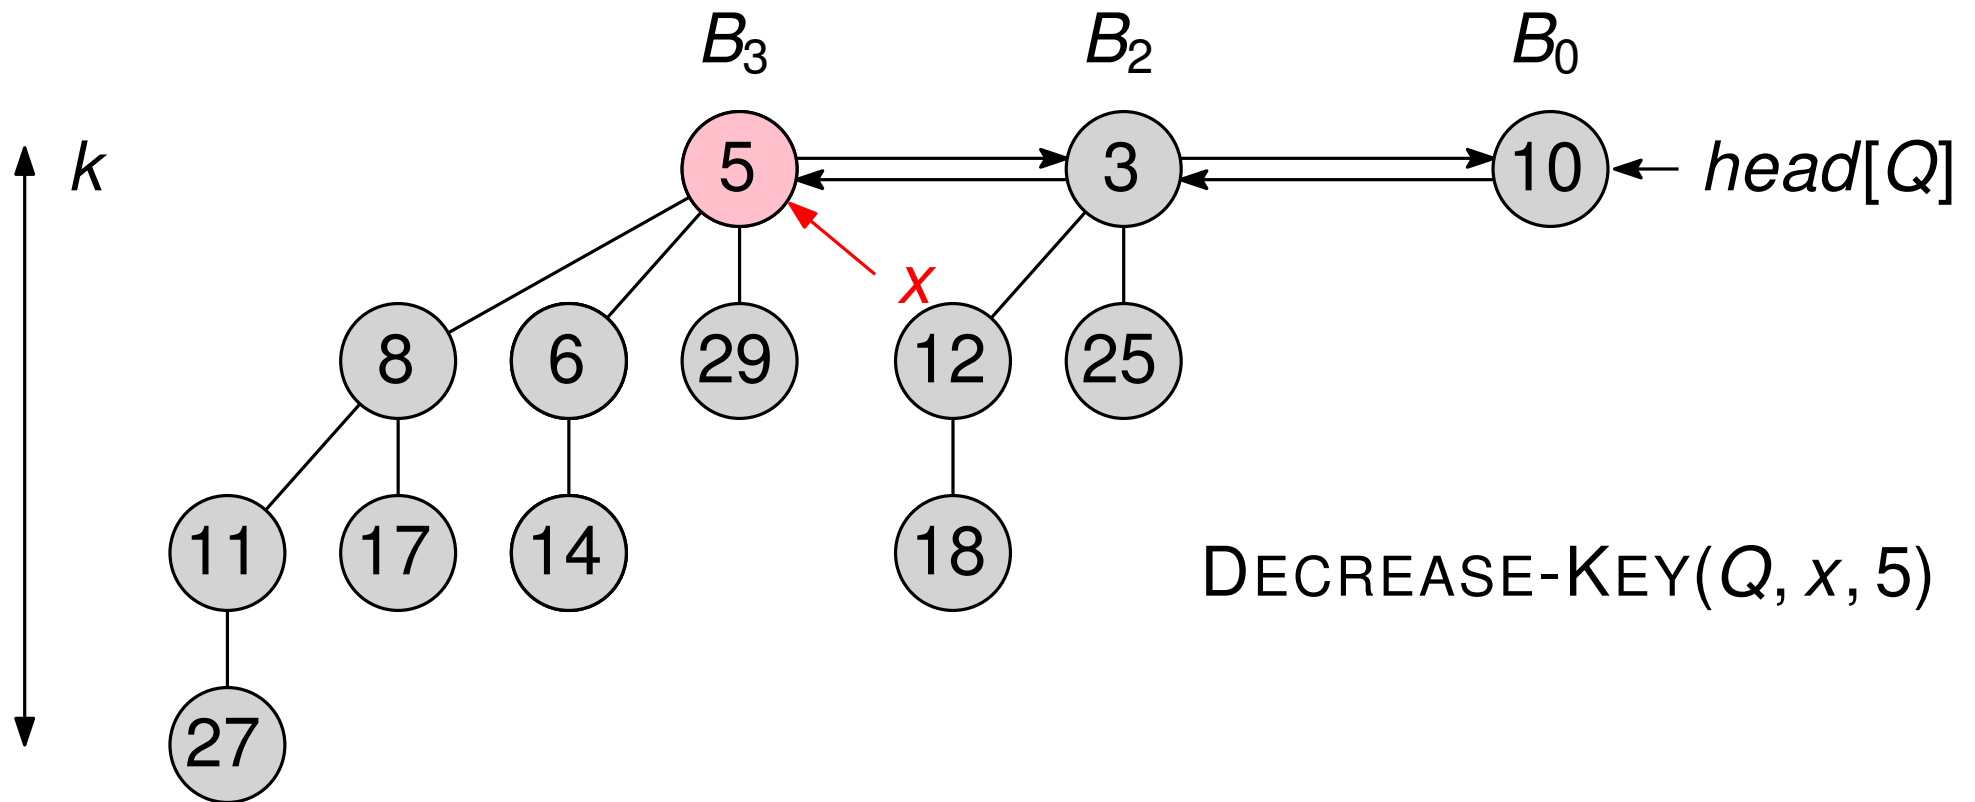 B3 B2 B0
k 5 3 10 head[Q]
x
8 6 29 12 25
11 17 14 18
DECREASE-KEY(Q, x, 5)
27